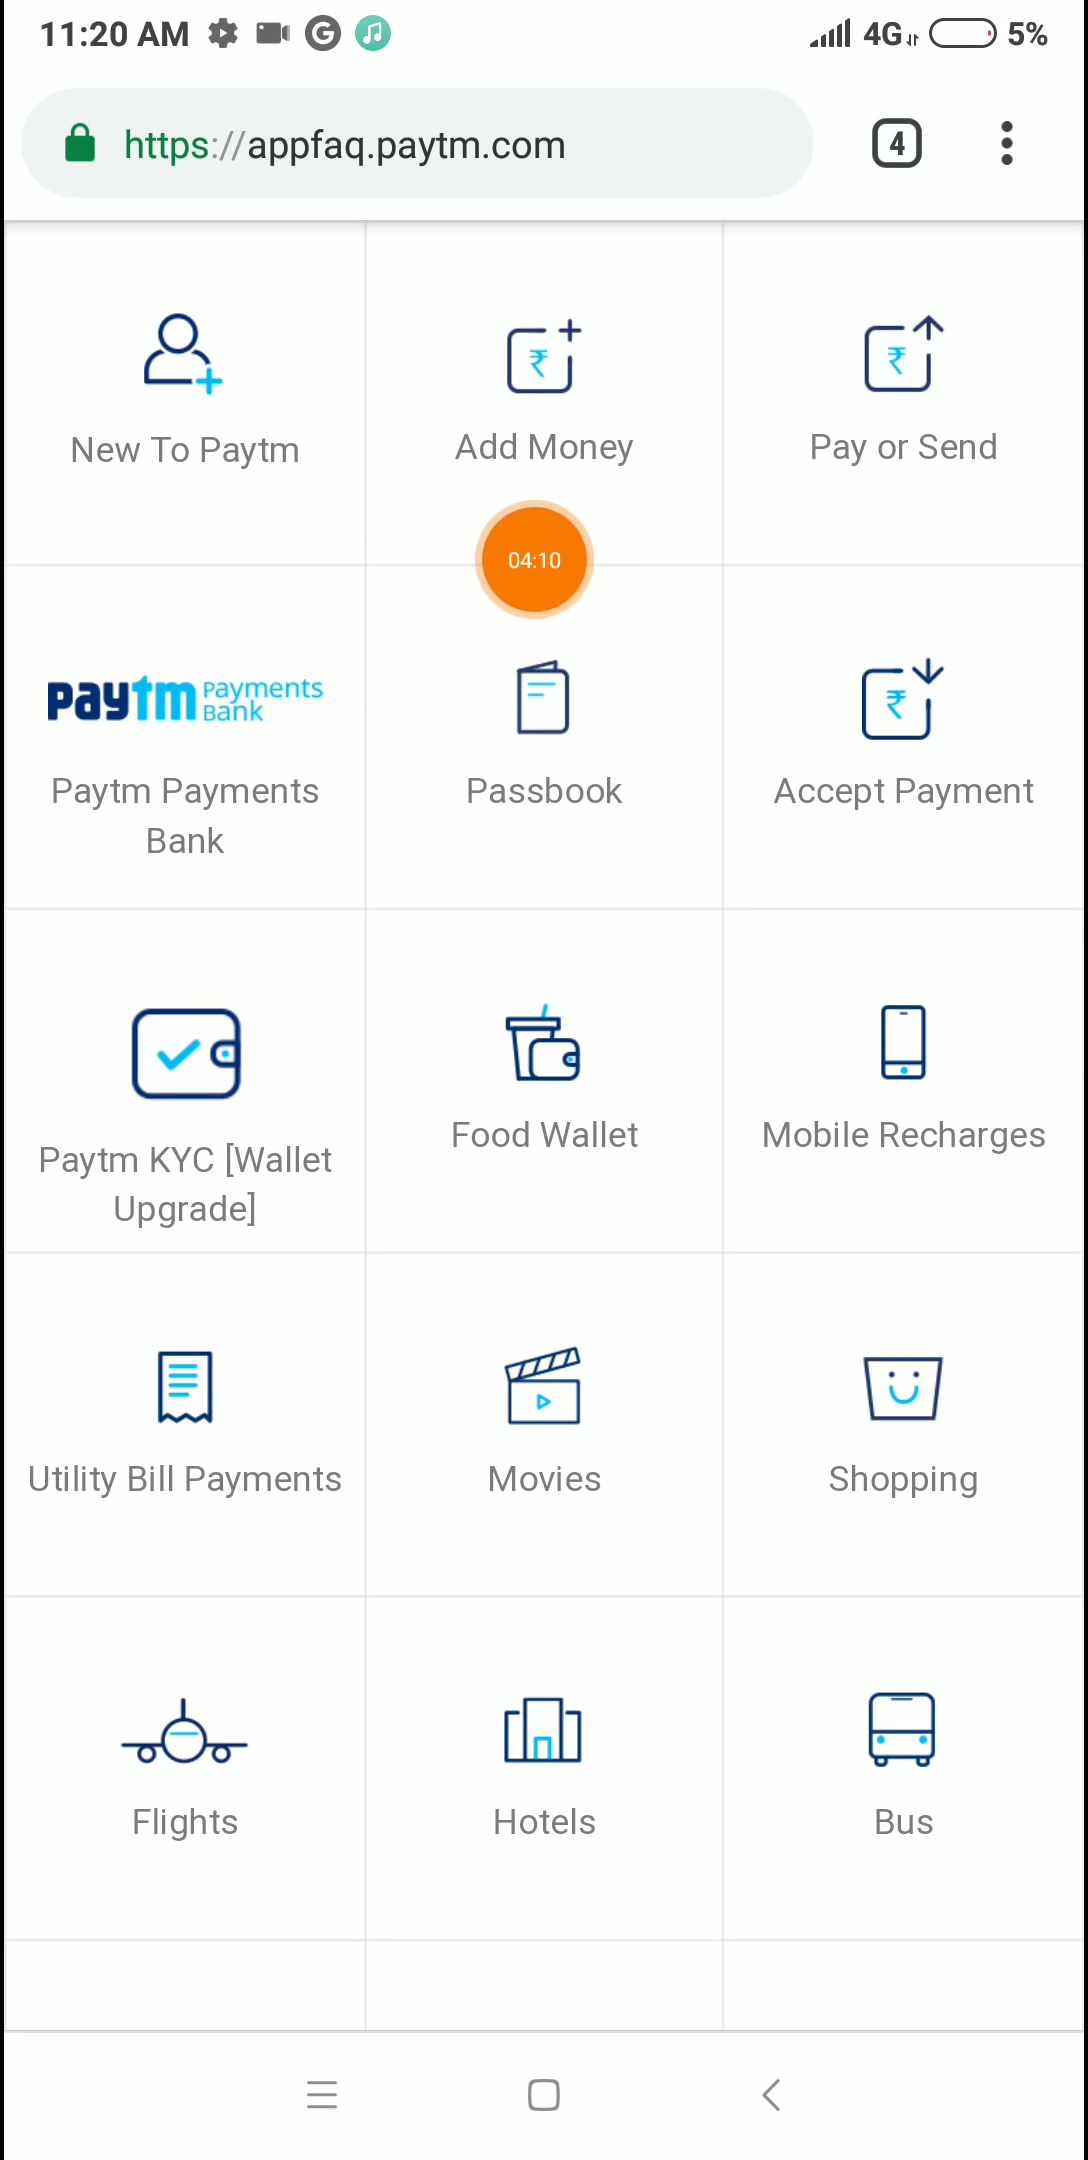 11:20 AM 4G 5%
https://appfaq.paytm.com 4
New To Paytm
Add Money
Pay or Send
04:10
paytm Payments
Bank
Paytm Payments
Bank
Passbook
Accept Payment
Paytm KYC [Wallet
Upgrade]
Food Wallet
Mobile Recharges
Utility Bill Payments
Movies
Shopping
Flights
Hotels
Bus